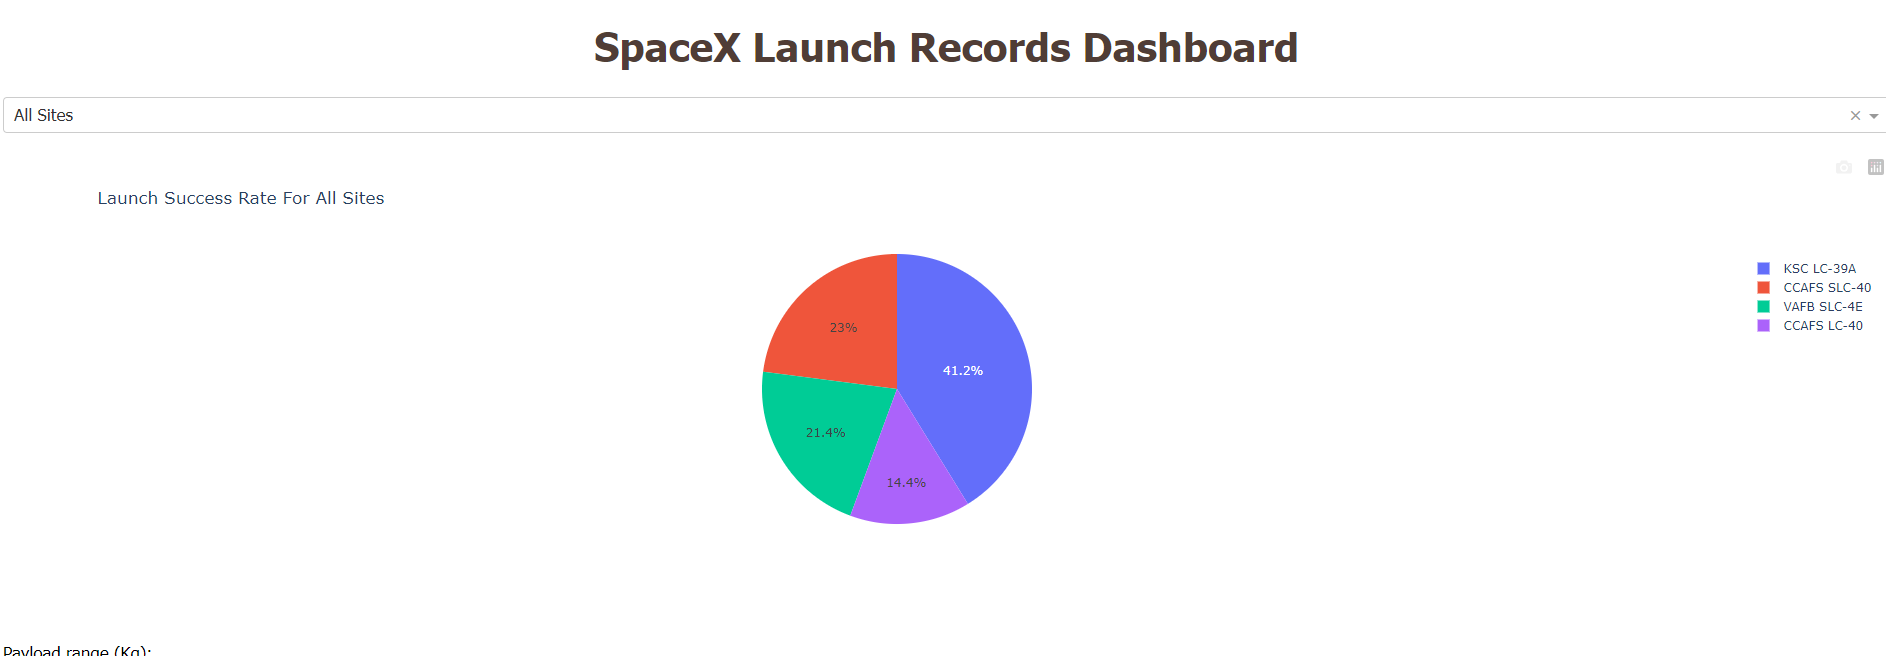 SpaceX Launch Records Dashboard
All Sites
Launch Success Rate For All Sites
KSC LC-39A
CCAFS SLC-40
VAFB SLC-4E
CCAFS LC-40
23%
41.2%
21.4%
14.4%
Payload range (Kg):